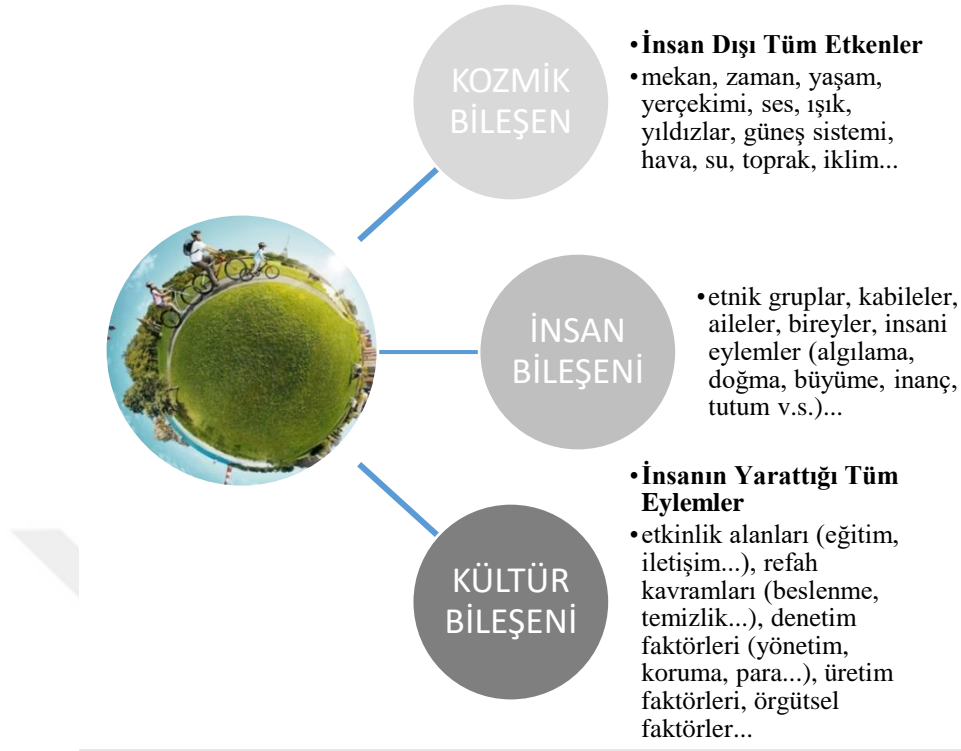 KOZMİK
BİLEŞEN
•İnsan Dışı Tüm Etkenler
•mekan, zaman, yaşam,
yerçekimi, ses, ışık,
yıldızlar, güneş sistemi,
hava, su, toprak, iklim...
İNSAN
BİLEŞENİ
•etnik gruplar, kabileler,
aileler, bireyler, insani
eylemler (algılama,
doğma, büyüme, inanç,
tutum v.s.)...
KÜLTÜR
BİLEŞENİ
•İnsanın Yarattığı Tüm
Eylemler
•etkinlik alanları (eğitim,
iletişim...), refah
kavramları (beslenme,
temizlik...), denetim
faktörleri (yönetim,
koruma, para...), üretim
faktörleri, örgütsel
faktörler...